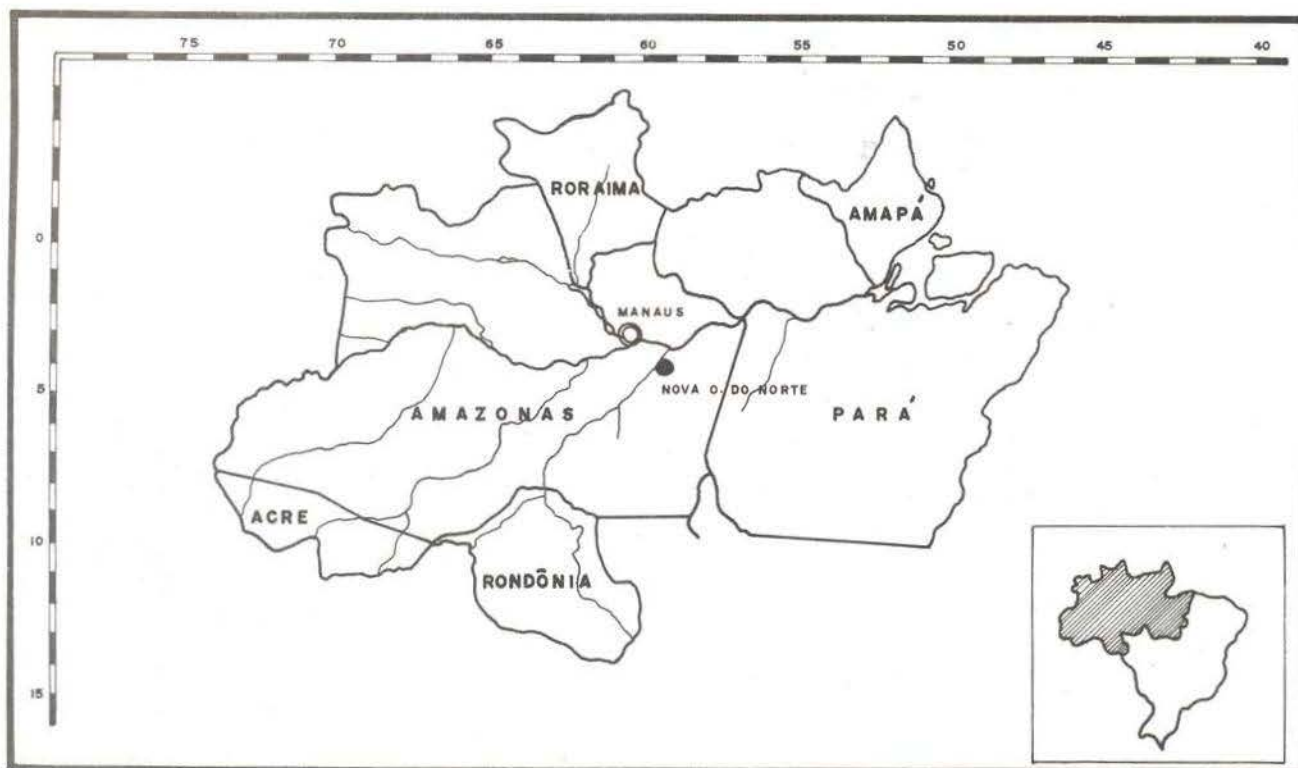 75 70 65 60 55 50 45 40
RORAIMA
AMAPÁ
0
MANAUS
5
NOVA O. DO NORTE
AMAZONAS
PARÁ
ACRE
10
RONDÔNIA
15